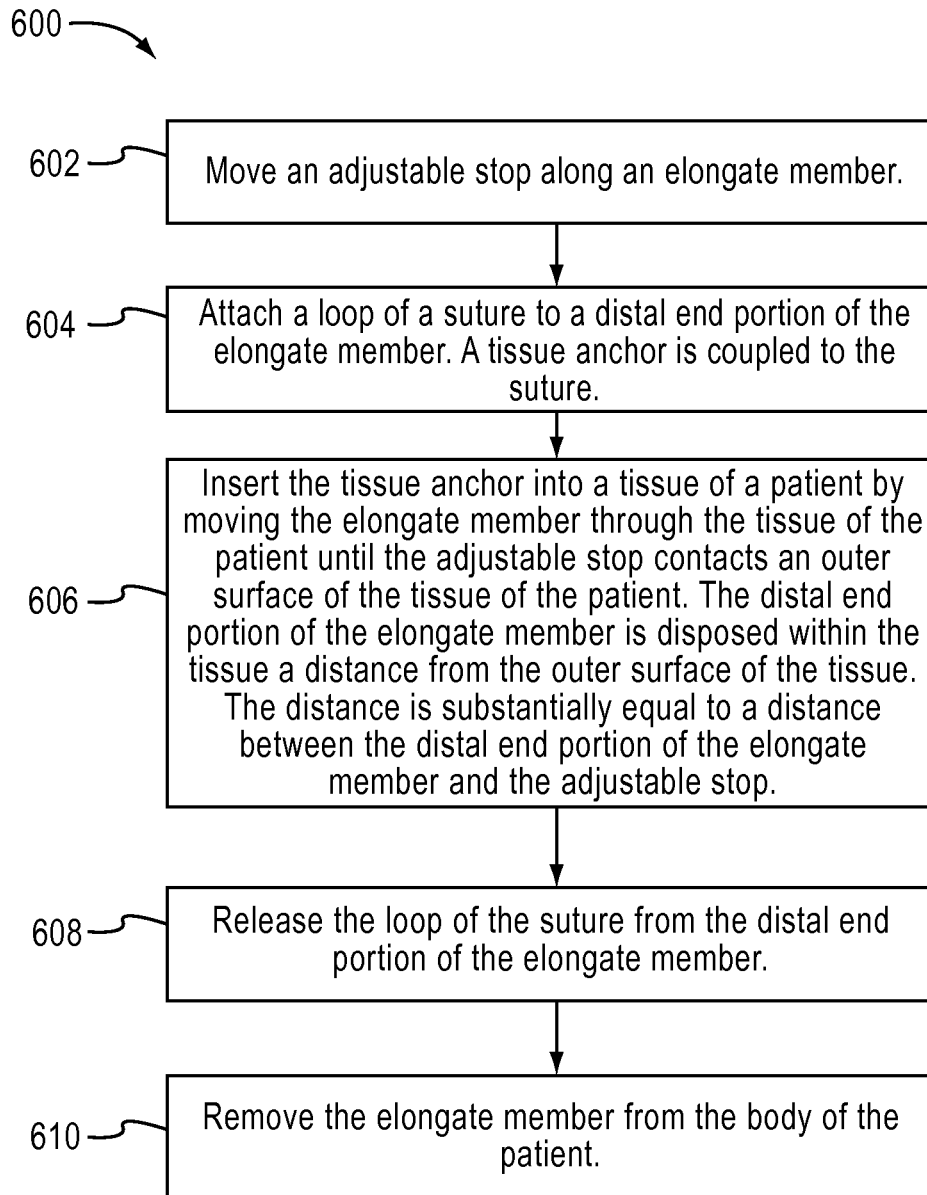 600
602
Move an adjustable stop along an elongate member.
604
Attach a loop of a suture to a distal end portion of the
elongate member. A tissue anchor is coupled to the
suture.
606
Insert the tissue anchor into a tissue of a patient by
moving the elongate member through the tissue of the
patient until the adjustable stop contacts an outer
surface of the tissue of the patient. The distal end
portion of the elongate member is disposed within the
tissue a distance from the outer surface of the tissue.
The distance is substantially equal to a distance
between the distal end portion of the elongate
member and the adjustable stop.
608
Release the loop of the suture from the distal end
portion of the elongate member.
610
Remove the elongate member from the body of the
patient.